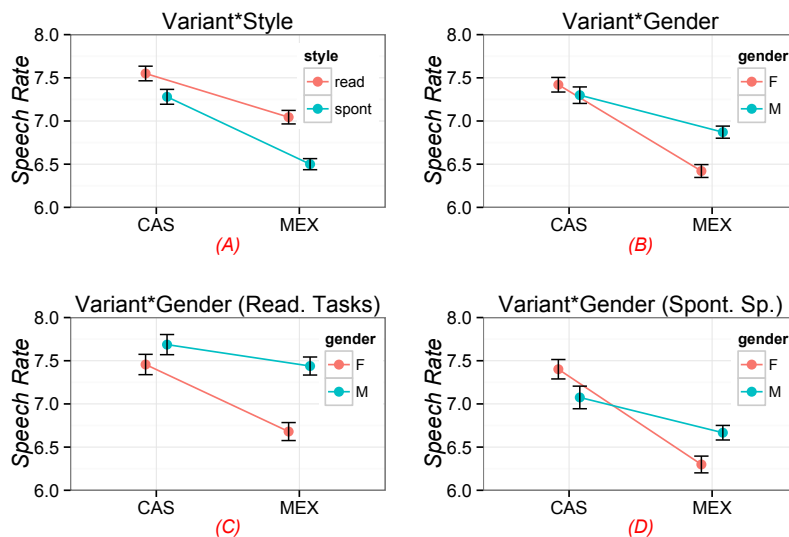 Variant*Style
8.0
7.5
7.0
6.5
6.0
Speech Rate
style
read
spont
CAS
MEX
(A)
Variant*Gender
8.0
7.5
7.0
6.5
6.0
Speech Rate
gender
F
M
CAS
MEX
(B)
Variant*Gender (Read. Tasks)
8.0
7.5
7.0
6.5
6.0
Speech Rate
gender
F
M
CAS
MEX
(C)
Variant*Gender (Spont. Sp.)
8.0
7.5
7.0
6.5
6.0
Speech Rate
gender
F
M
CAS
MEX
(D)